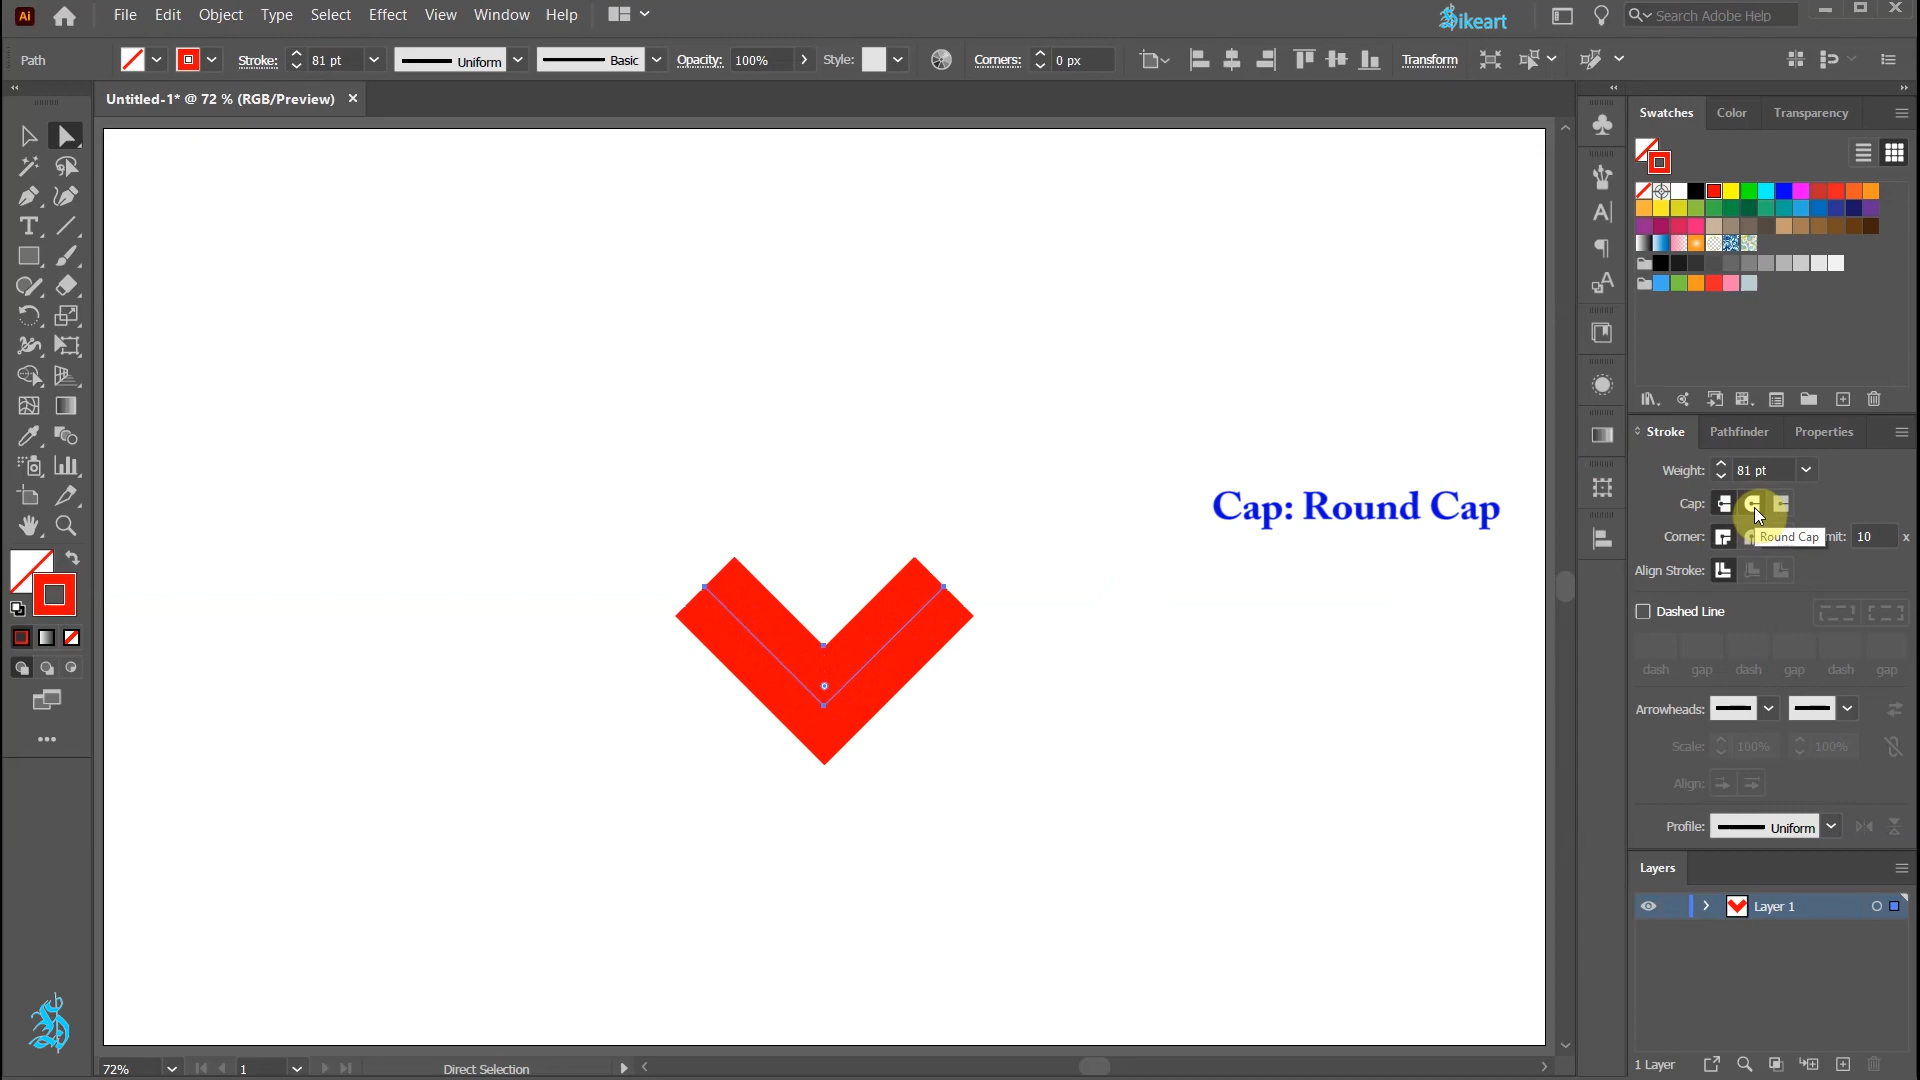 Ai File Edit Object Type Select Effect View Window Help Sikeart Search Adobe Help
Path Stroke: 81 pt Uniform Basic Opacity: 100% Style: Corners: 0 px Transform
Untitled-1* @ 72 % (RGB/Preview)
Swatches Color Transparency
Stroke Pathfinder Properties
Weight: 81 pt
Cap:
Cap: Round Cap
Corner: Round Cap mit: 10 x
Align Stroke:
Dashed Line
dash gap dash gap dash gap
Arrowheads:
Scale: 100% 100%
Align:
Profile: Uniform
Layers
Layer 1
1 Layer
72% 1 Direct Selection